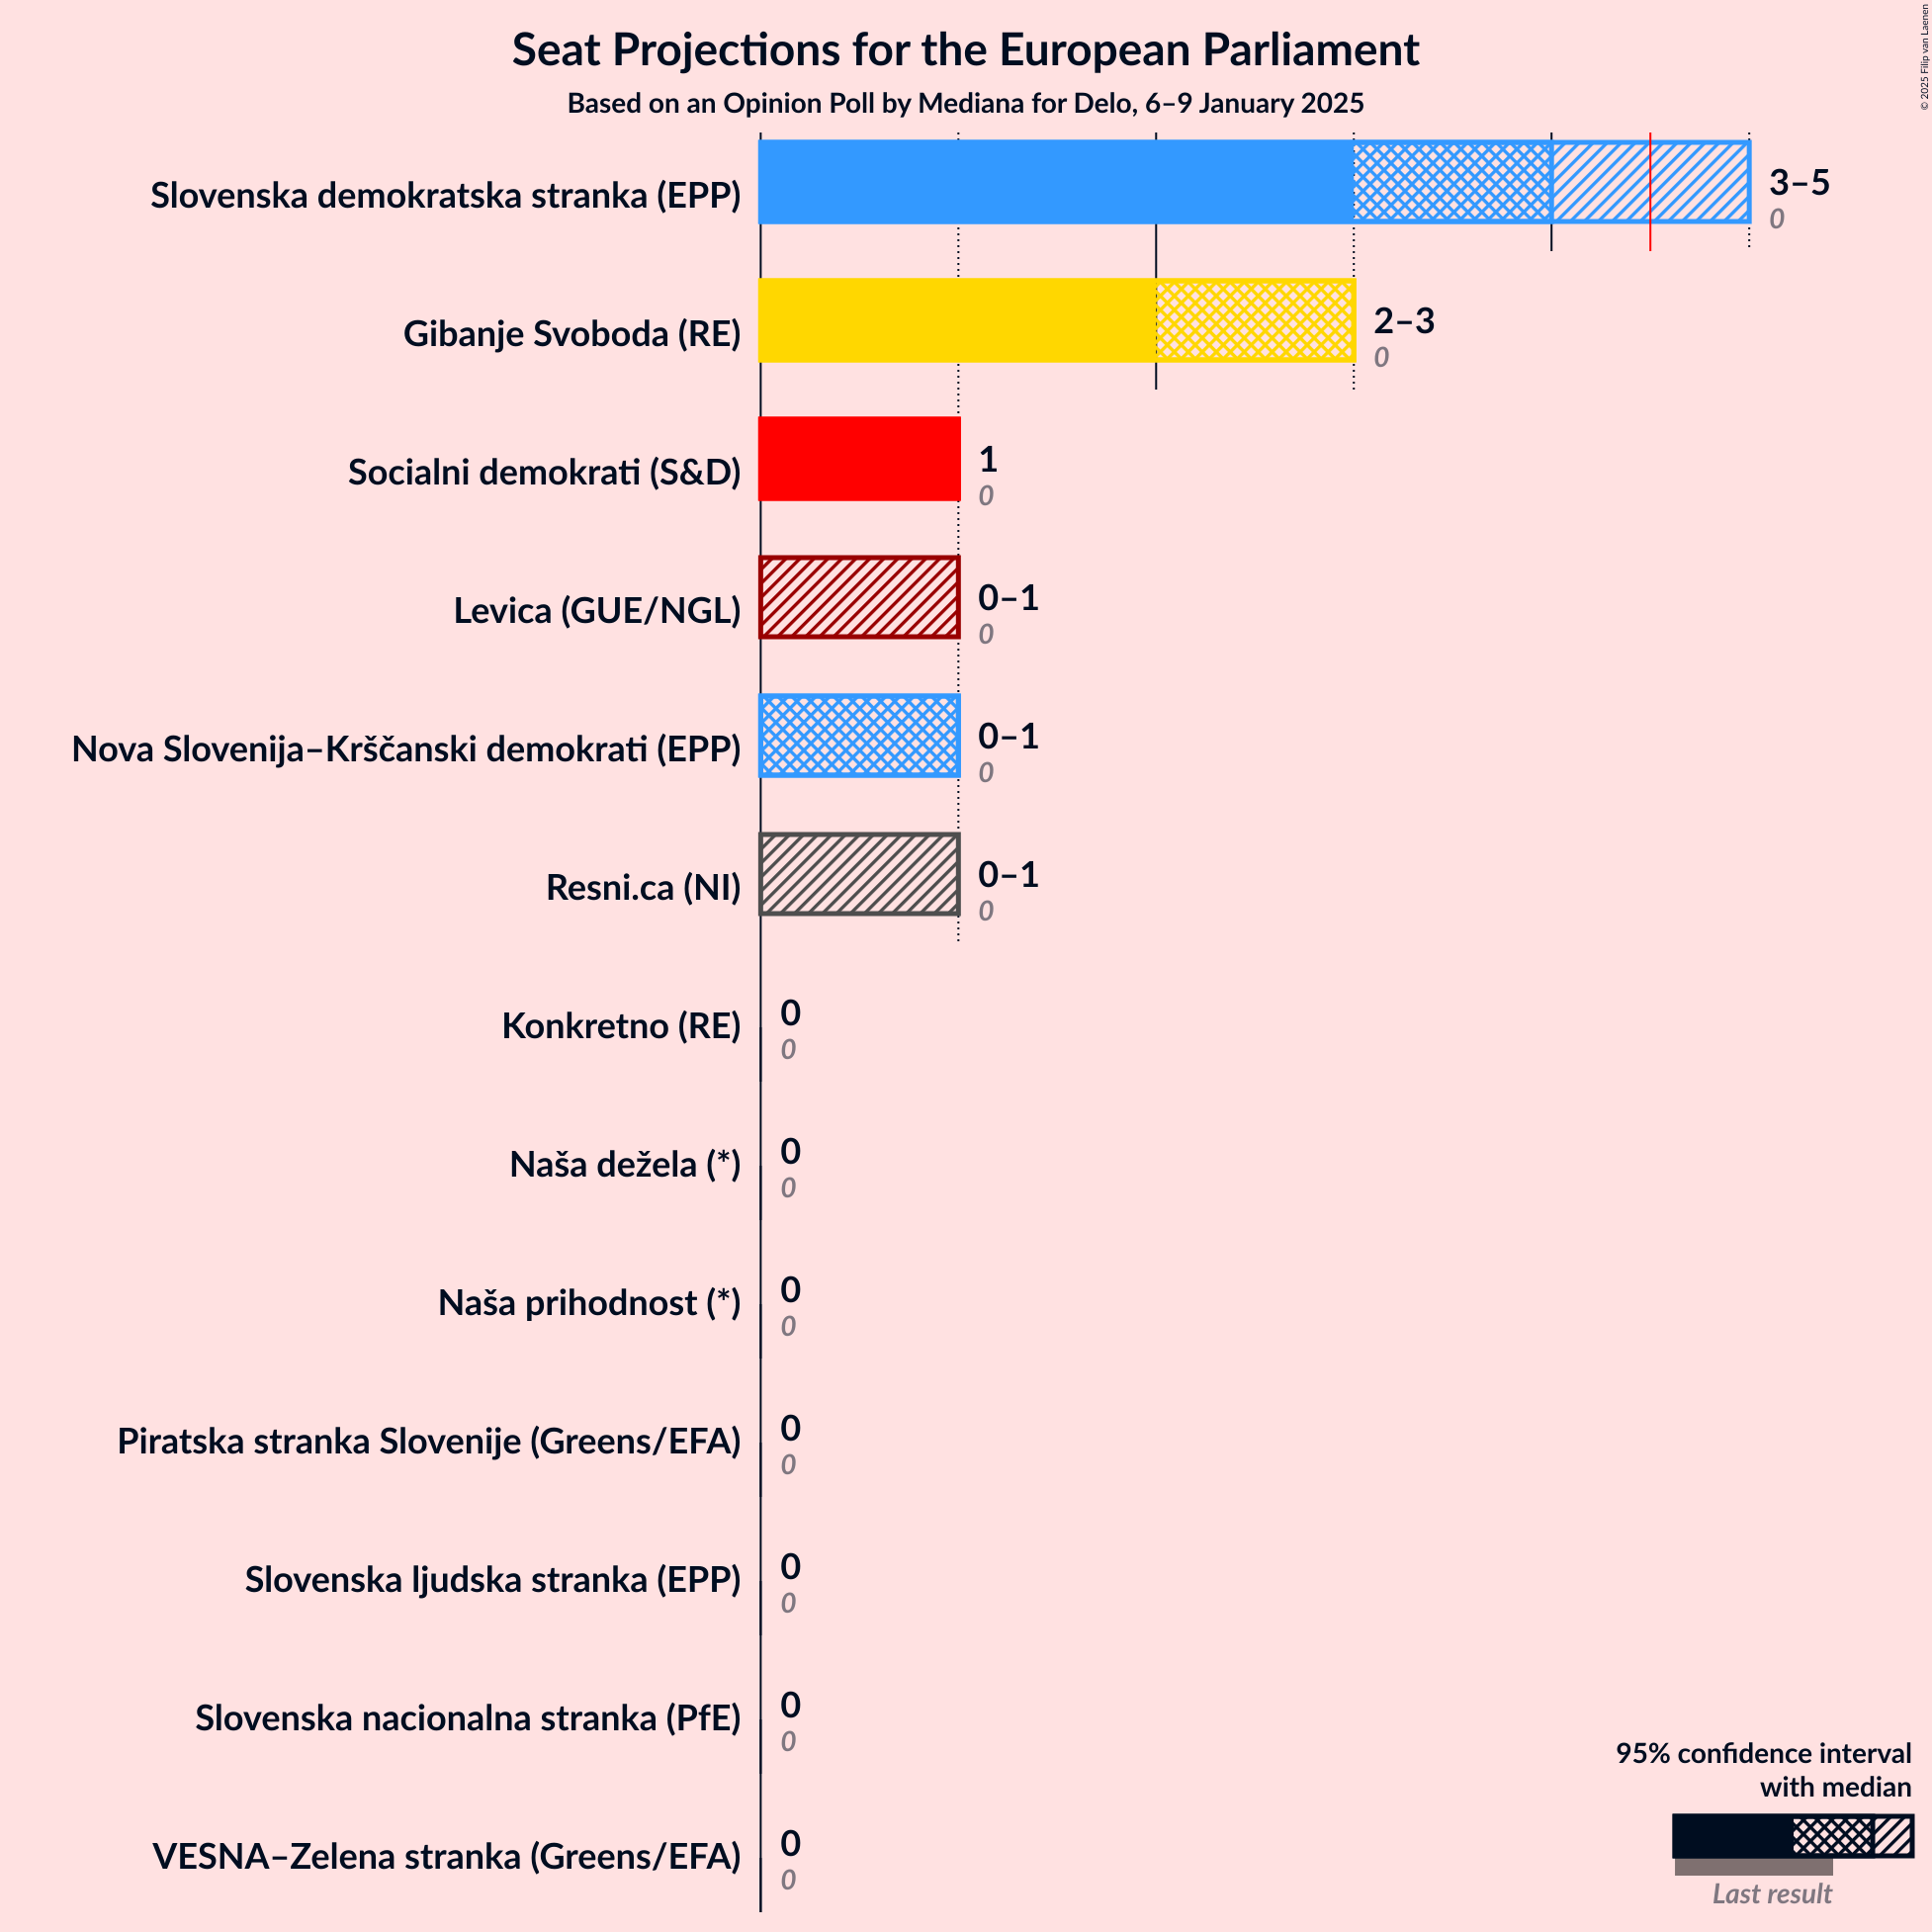 Seat Projections for the European Parliament
Based on an Opinion Poll by Mediana for Delo, 6–9 January 2025
© 2025 Filip van Laenen
Slovenska demokratska stranka (EPP)
3–5
0
Gibanje Svoboda (RE)
2–3
0
Socialni demokrati (S&D)
1
0
Levica (GUE/NGL)
0–1
0
Nova Slovenija–Krščanski demokrati (EPP)
0–1
0
Resni.ca (NI)
0–1
0
Konkretno (RE)
0
0
Naša dežela (*)
0
0
Naša prihodnost (*)
0
0
Piratska stranka Slovenije (Greens/EFA)
0
0
Slovenska ljudska stranka (EPP)
0
0
Slovenska nacionalna stranka (PfE)
0
0
VESNA–Zelena stranka (Greens/EFA)
0
0
95% confidence interval
with median
Last result